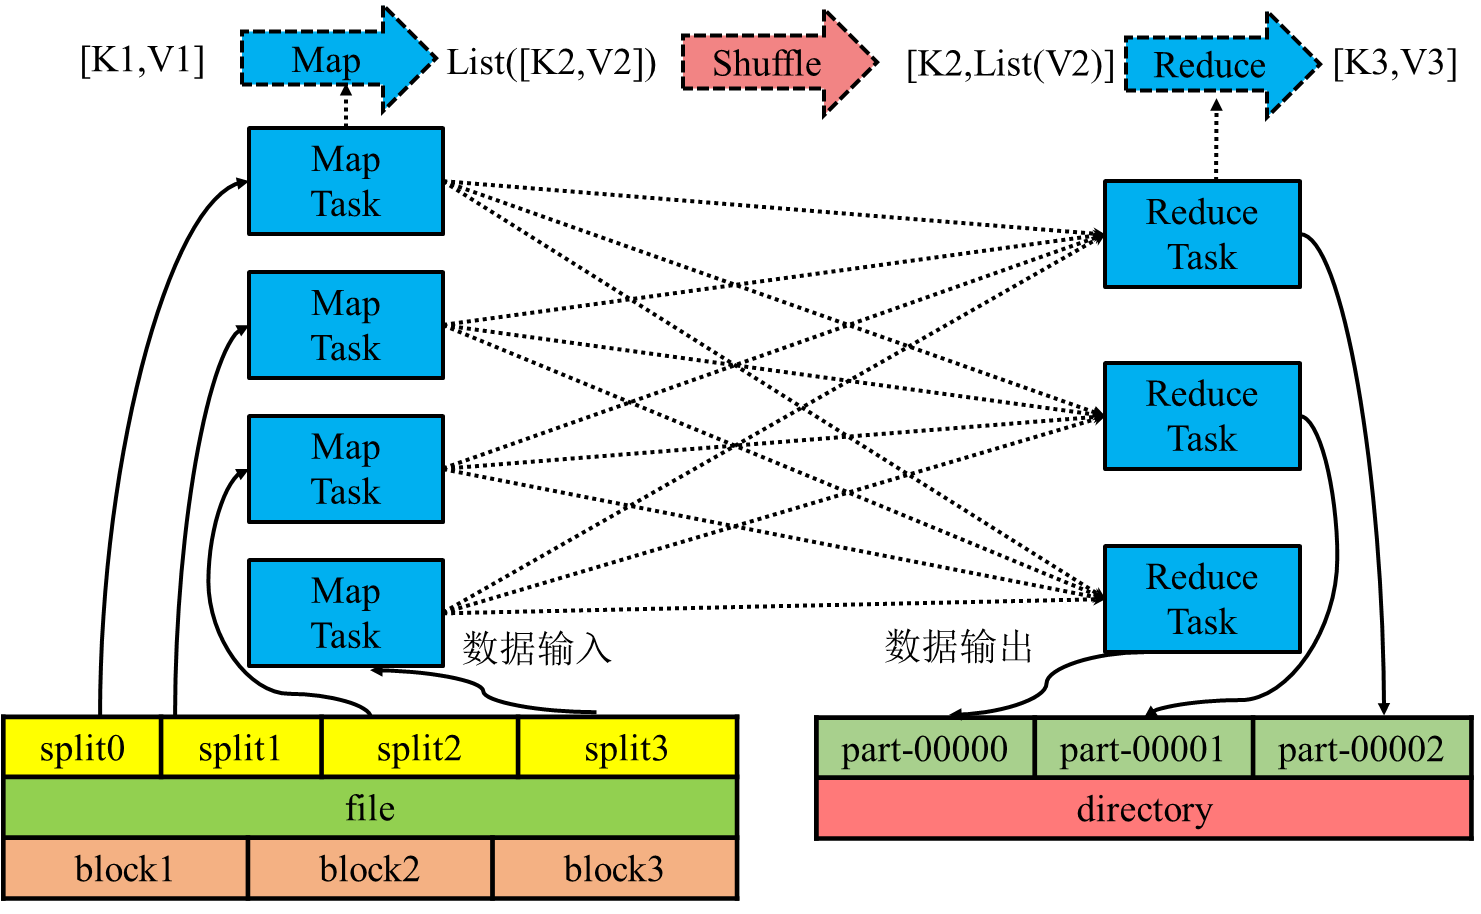 [K1,V1]
Map
List([K2,V2])
Shuffle
[K2,List(V2)]
Reduce
[K3,V3]
Map
Task
Map
Task
Map
Task
Map
Task
Reduce
Task
Reduce
Task
Reduce
Task
数据输入
数据输出
split0
split1
split2
split3
file
block1
block2
block3
part-00000
part-00001
part-00002
directory